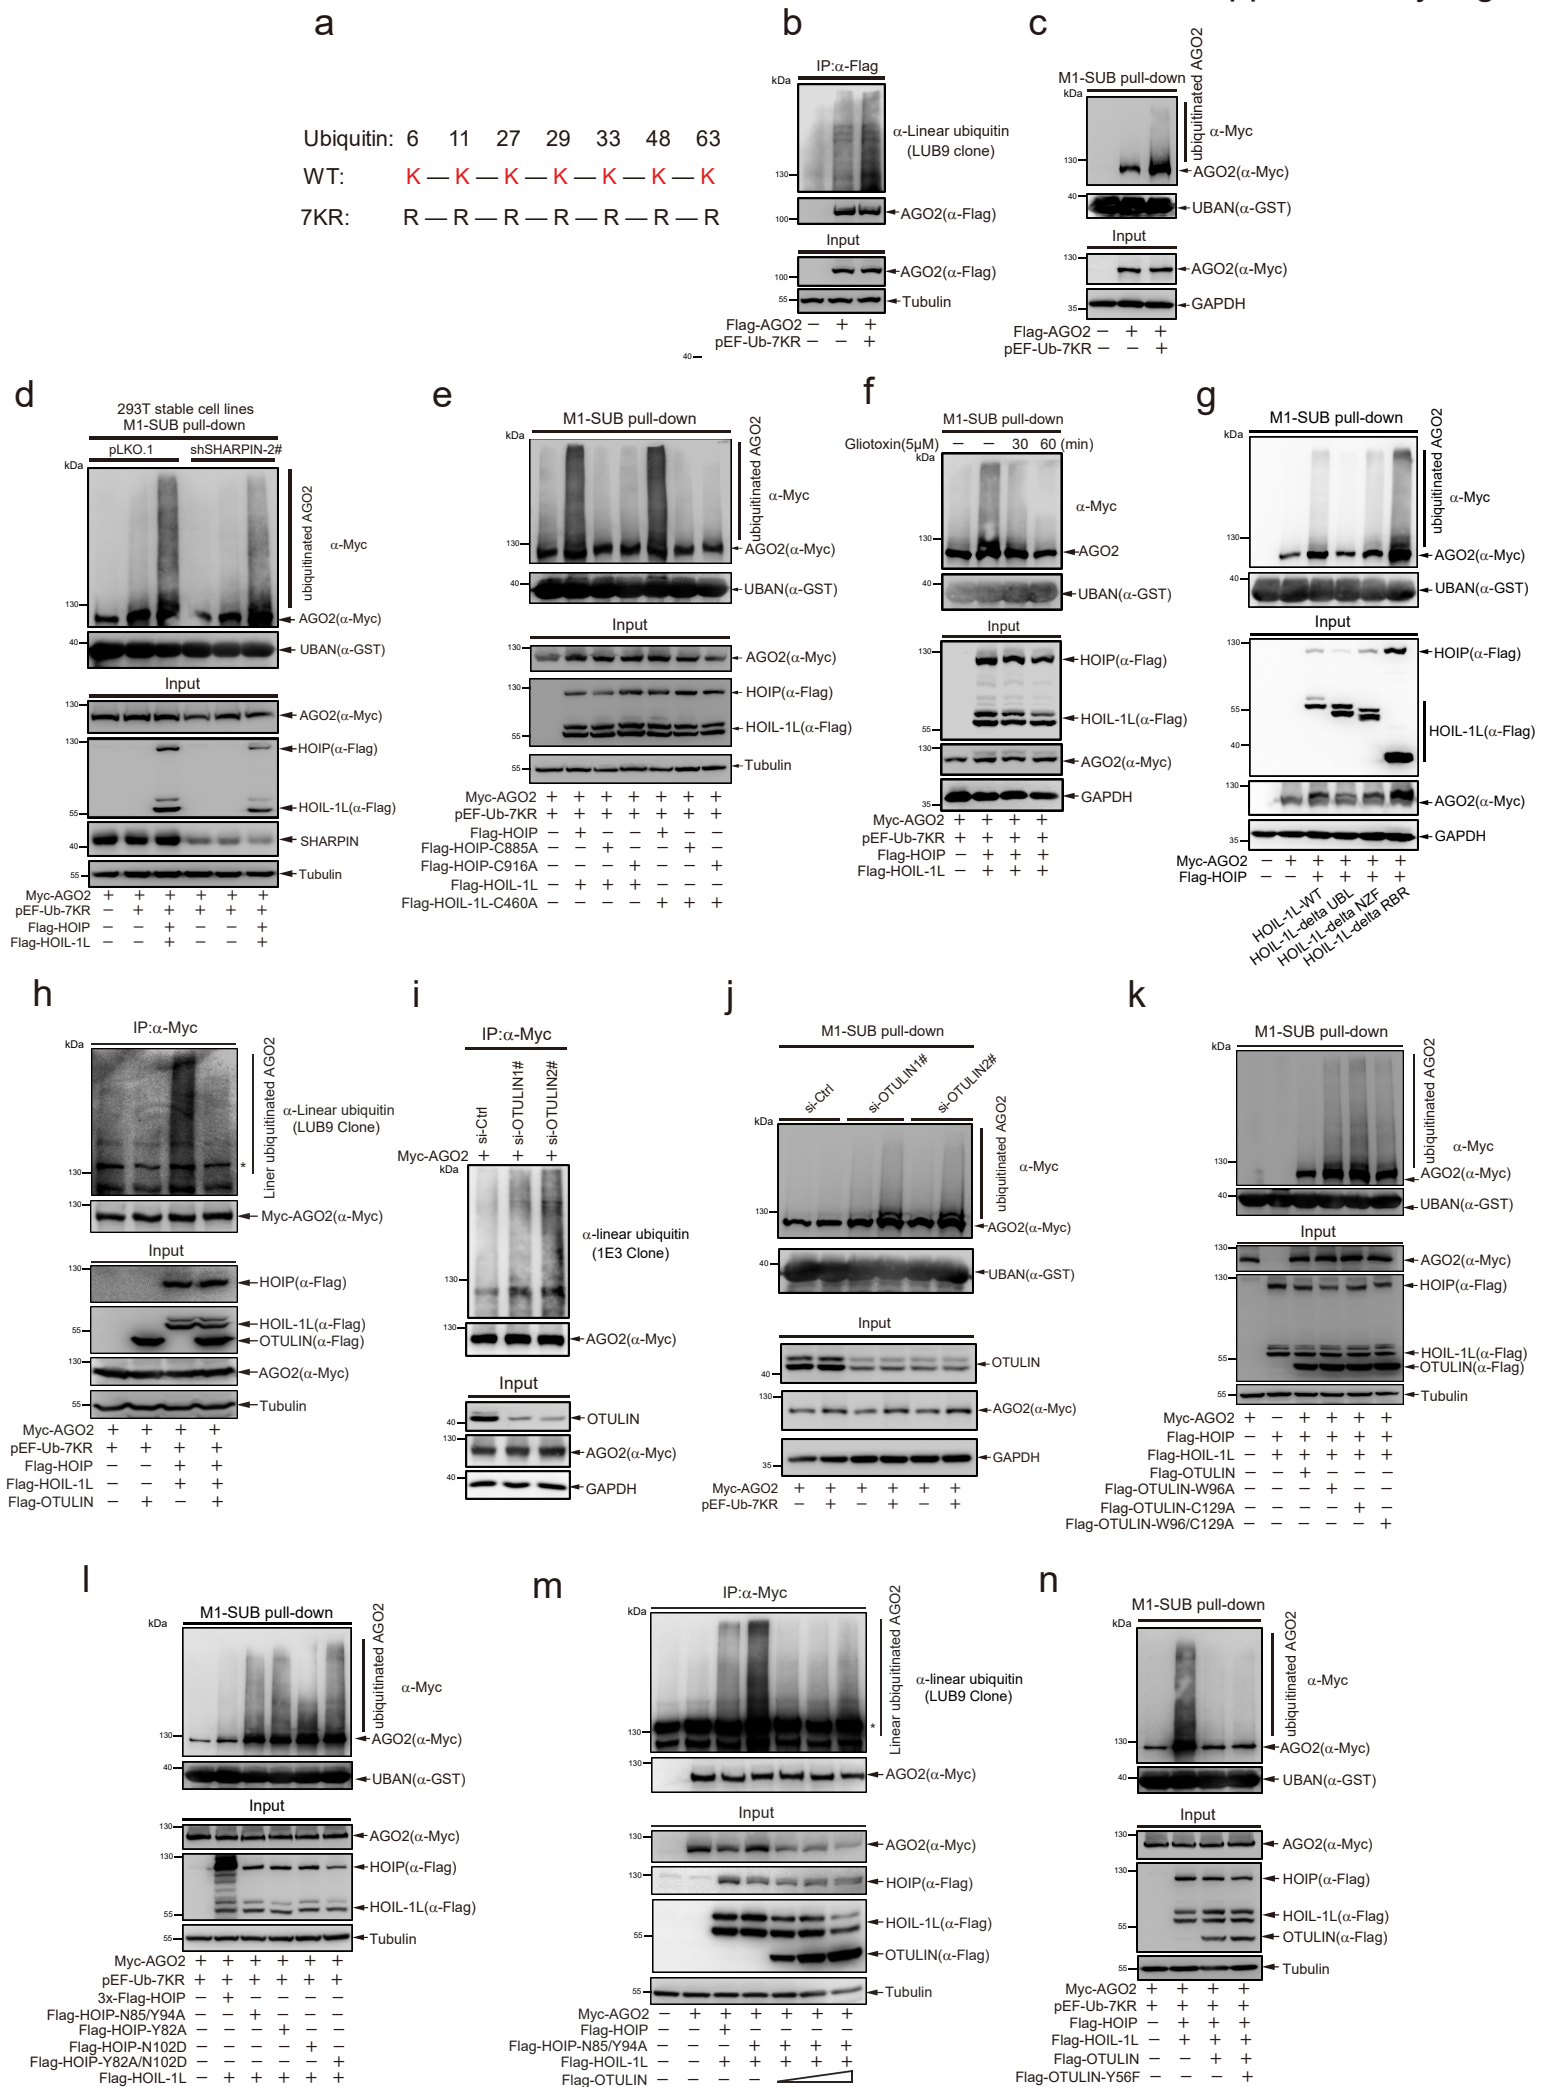 a
Ubiquitin: 6 11 27 29 33 48 63
WT: K — K — K — K — K — K — K
7KR: R — R — R — R — R — R — R
b
IP:α-Flag
kDa
α-Linear ubiquitin
(LUB9 clone)
130
100
AGO2(α-Flag)
Input
100
AGO2(α-Flag)
55
Tubulin
Flag-AGO2 − + +
pEF-Ub-7KR − − +
40
c
M1-SUB pull-down
kDa
ubiquitinated AGO2
α-Myc
130
AGO2(α-Myc)
40
UBAN(α-GST)
Input
130
AGO2(α-Myc)
35
GAPDH
Flag-AGO2 − + +
pEF-Ub-7KR − − +
d
293T stable cell lines
M1-SUB pull-down
pLKO.1 shSHARPIN-2#
kDa
ubiquitinated AGO2
α-Myc
130
AGO2(α-Myc)
40
UBAN(α-GST)
Input
130
AGO2(α-Myc)
130
HOIP(α-Flag)
55
HOIL-1L(α-Flag)
SHARPIN
55
Tubulin
Myc-AGO2 + + + + + +
pEF-Ub-7KR − + + + + +
Flag-HOIP − − + − − +
Flag-HOIL-1L − − + − − +
e
M1-SUB pull-down
kDa
ubiquitinated AGO2
α-Myc
130
AGO2(α-Myc)
40
UBAN(α-GST)
Input
130
AGO2(α-Myc)
130
HOIP(α-Flag)
55
HOIL-1L(α-Flag)
55
Tubulin
Myc-AGO2 + + + + + + +
pEF-Ub-7KR + + + + + + +
Flag-HOIP − + − − + − −
Flag-HOIP-C885A − − + − − + −
Flag-HOIP-C916A − − − + − − +
Flag-HOIL-1L − + + + − − −
Flag-HOIL-1L-C460A − − − − + + +
f
M1-SUB pull-down
Gliotoxin(5μM) − − 30 60 (min)
kDa
α-Myc
130
AGO2
40
UBAN(α-GST)
Input
130
HOIP(α-Flag)
55
HOIL-1L(α-Flag)
130
AGO2(α-Myc)
35
GAPDH
Myc-AGO2 + + + +
pEF-Ub-7KR + + + +
Flag-HOIP − + + +
Flag-HOIL-1L − + + +
g
M1-SUB pull-down
kDa
ubiquitinated AGO2
α-Myc
130
AGO2(α-Myc)
40
UBAN(α-GST)
Input
130
HOIP(α-Flag)
55
HOIL-1L(α-Flag)
40
130
AGO2(α-Myc)
35
GAPDH
Myc-AGO2 − + + + + +
Flag-HOIP − − + + + +
HOIL-1L-WT
HOIL-1L-delta UBL
HOIL-1L-delta NZF
HOIL-1L-delta RBR
h
IP:α-Myc
kDa
Liner ubiquitinated AGO2
α-Linear ubiquitin
(LUB9 Clone)
*
130
130
Myc-AGO2(α-Myc)
Input
130
HOIP(α-Flag)
55
HOIL-1L(α-Flag)
OTULIN(α-Flag)
130
AGO2(α-Myc)
55
Tubulin
Myc-AGO2 + + + +
pEF-Ub-7KR + + + +
Flag-HOIP − − + +
Flag-HOIL-1L − − + +
Flag-OTULIN − + − +
i
IP:α-Myc
si-Ctrl
si-OTULIN1#
si-OTULIN2#
Myc-AGO2 + + +
kDa
α-linear ubiquitin
(1E3 Clone)
130
130
AGO2(α-Myc)
Input
40
OTULIN
130
AGO2(α-Myc)
40
GAPDH
j
M1-SUB pull-down
si-Ctrl
si-OTULIN1#
si-OTULIN2#
kDa
ubiquitinated AGO2
α-Myc
130
AGO2(α-Myc)
40
UBAN(α-GST)
Input
OTULIN
40
130
AGO2(α-Myc)
35
GAPDH
Myc-AGO2 + + + + + +
pEF-Ub-7KR − + − + − +
k
M1-SUB pull-down
kDa
ubiquitinated AGO2
α-Myc
130
AGO2(α-Myc)
40
UBAN(α-GST)
Input
130
AGO2(α-Myc)
130
HOIP(α-Flag)
55
HOIL-1L(α-Flag)
OTULIN(α-Flag)
55
Tubulin
Myc-AGO2 + − + + + +
Flag-HOIP − + + + + +
Flag-HOIL-1L − + + + + +
Flag-OTULIN − − + − − −
Flag-OTULIN-W96A − − − + − −
Flag-OTULIN-C129A − − − − + −
Flag-OTULIN-W96/C129A − − − − − +
l
M1-SUB pull-down
kDa
ubiquitinated AGO2
α-Myc
130
AGO2(α-Myc)
40
UBAN(α-GST)
Input
130
AGO2(α-Myc)
130
HOIP(α-Flag)
55
HOIL-1L(α-Flag)
55
Tubulin
Myc-AGO2 + + + + + +
pEF-Ub-7KR + + + + + +
3x-Flag-HOIP − + − − − −
Flag-HOIP-N85/Y94A − − + − − −
Flag-HOIP-Y82A − − − + − −
Flag-HOIP-N102D − − − − + −
Flag-HOIP-Y82A/N102D − − − − − +
Flag-HOIL-1L − + + + + +
m
IP:α-Myc
kDa
Linear ubiquitinated AGO2
α-linear ubiquitin
(LUB9 Clone)
*
130
130
AGO2(α-Myc)
Input
130
AGO2(α-Myc)
130
HOIP(α-Flag)
55
HOIL-1L(α-Flag)
OTULIN(α-Flag)
55
Tubulin
Myc-AGO2 − + + + + + +
Flag-HOIP − − + − − − −
Flag-HOIP-N85/Y94A − − − + + + +
Flag-HOIL-1L − − + + + + +
Flag-OTULIN − − − −
n
M1-SUB pull-down
kDa
ubiquitinated AGO2
α-Myc
130
AGO2(α-Myc)
40
UBAN(α-GST)
Input
130
AGO2(α-Myc)
130
HOIP(α-Flag)
55
HOIL-1L(α-Flag)
OTULIN(α-Flag)
55
Tubulin
Myc-AGO2 + + + +
pEF-Ub-7KR + + + +
Flag-HOIP − + + +
Flag-HOIL-1L − + + +
Flag-OTULIN − − + −
Flag-OTULIN-Y56F − − − +